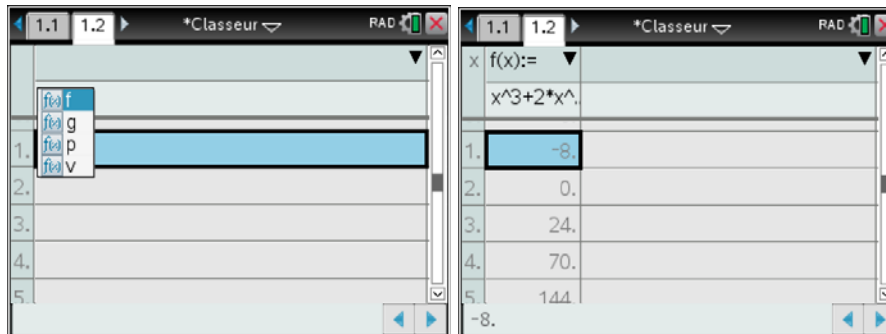 1.1 1.2 *Classeur RAD
f(x) f
f(x) g
f(x) p
f(x) v
1.
2.
3.
4.
5.
1.1 1.2 *Classeur RAD
x f(x):=
x^3+2*x^..
1. -8.
2. 0.
3. 24.
4. 70.
5. 144.
-8.